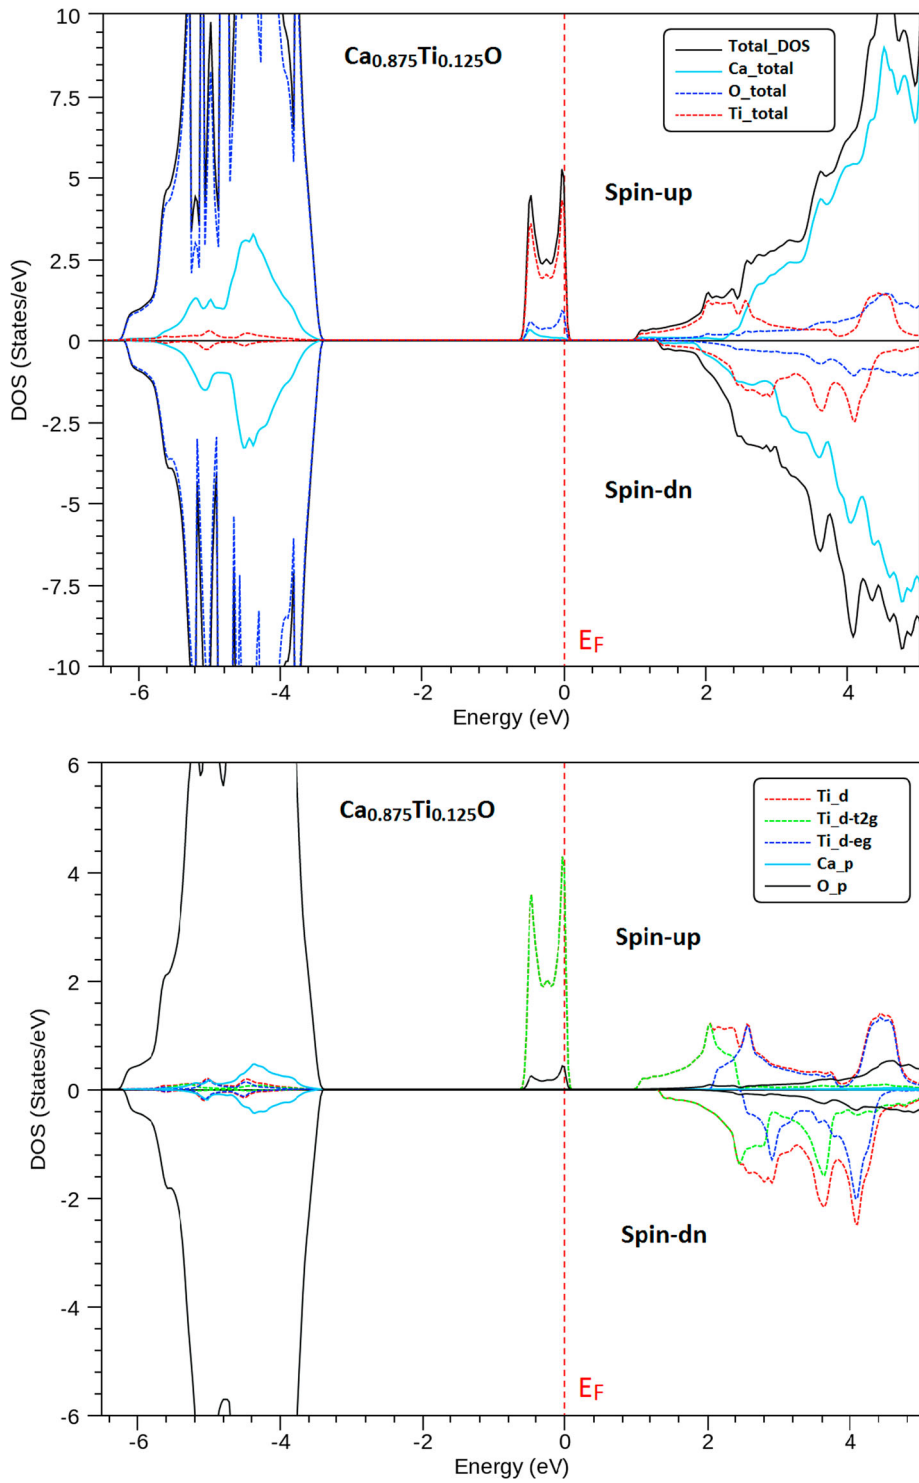 10
7.5
5
2.5
0
-2.5
-5
-7.5
-10
DOS (States/eV)
Ca0.875Ti0.125O
Total_DOS
Ca_total
O_total
Ti_total
Spin-up
Spin-dn
EF
-6 -4 -2 0 2 4
Energy (eV)
6
4
2
0
-2
-4
-6
DOS (States/eV)
Ca0.875Ti0.125O
Ti_d
Ti_d-t2g
Ti_d-eg
Ca_p
O_p
Spin-up
Spin-dn
EF
-6 -4 -2 0 2 4
Energy (eV)